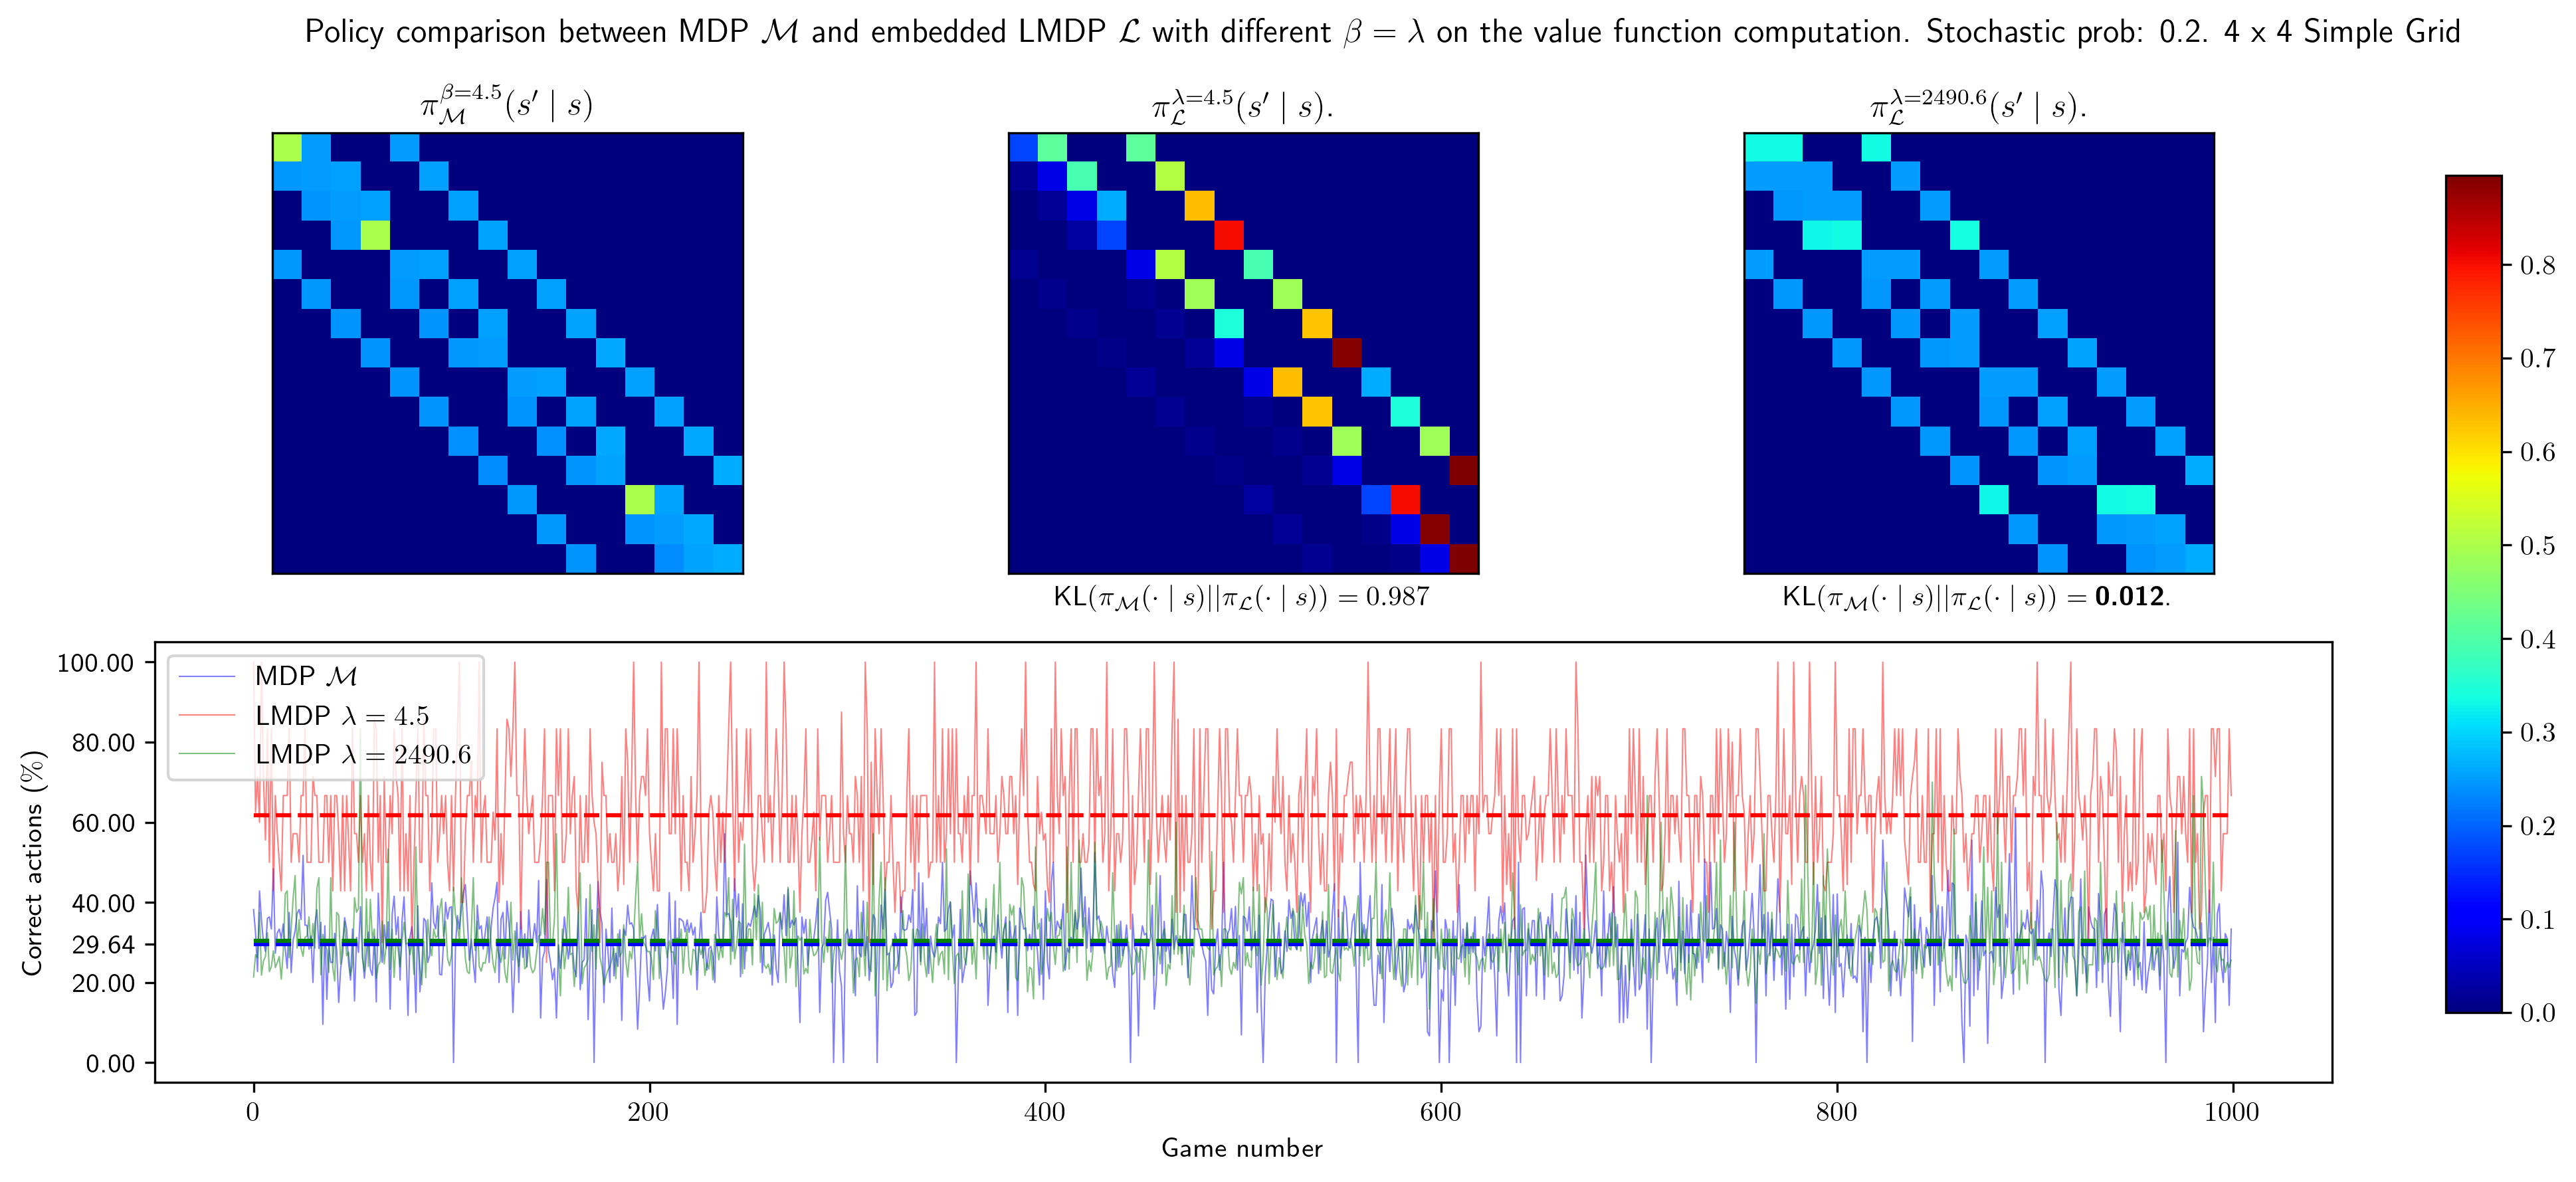 Policy comparison between MDP ℳ and embedded LMDP ℒ with different β = λ on the value function computation. Stochastic prob: 0.2. 4 x 4 Simple Grid
π_ℳ^{β=4.5}(s′ | s)
π_ℒ^{λ=4.5}(s′ | s).
π_ℒ^{λ=2490.6}(s′ | s).
KL(π_ℳ(· | s)||π_ℒ(· | s)) = 0.987
KL(π_ℳ(· | s)||π_ℒ(· | s)) = 0.012.
0.8
0.7
0.6
0.5
0.4
0.3
0.2
0.1
0.0
Correct actions (%)
100.00
80.00
60.00
40.00
29.64
20.00
0.00
MDP ℳ
LMDP λ = 4.5
LMDP λ = 2490.6
0 200 400 600 800 1000
Game number